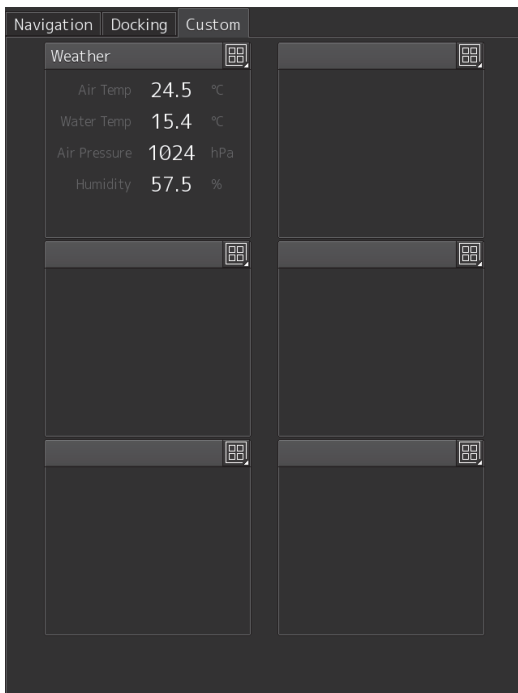 Navigation Docking Custom
Weather
Air Temp 24.5 ℃
Water Temp 15.4 ℃
Air Pressure 1024 hPa
Humidity 57.5 %